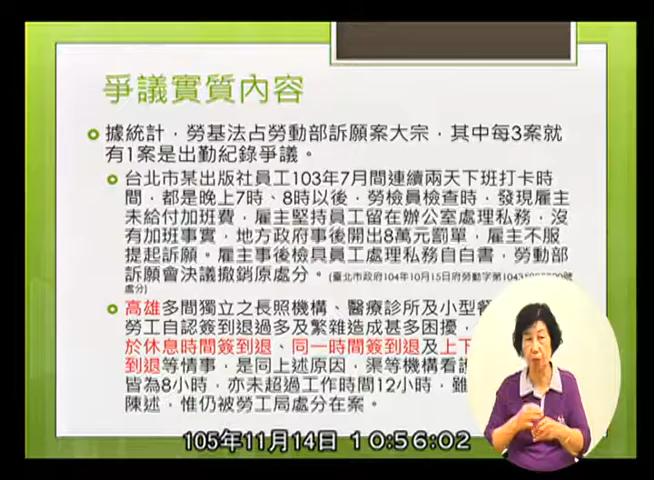 爭議實質內容
據統計，勞基法占勞動部訴願案大宗，其中每3案就
有1案是出勤紀錄爭議。
台北市某出版社員工103年7月間連續兩天下班打卡時
間，都是晚上7時、8時以後，勞檢員檢查時，發現雇主
未給付加班費，雇主堅持員工留在辦公室處理私務，沒
有加班事實，地方政府事後開出8萬元罰單，雇主不服
提起訴願。雇主事後檢具員工處理私務自白書，勞動部
訴願會決議撤銷原處分。(臺北市政府104年10月15日府勞動字第
處分)
高雄多間獨立之長照機構、醫療診所及小型
勞工自認簽到退過多及繁雜造成甚多困擾，
於休息時間簽到退、同一時間簽到退及上下
到退等情事，是同上述原因，渠等機構看
皆為8小時，亦未超過工作時間12小時，雖
陳述，惟仍被勞工局處分在案。
105年11月14日 10:56:02